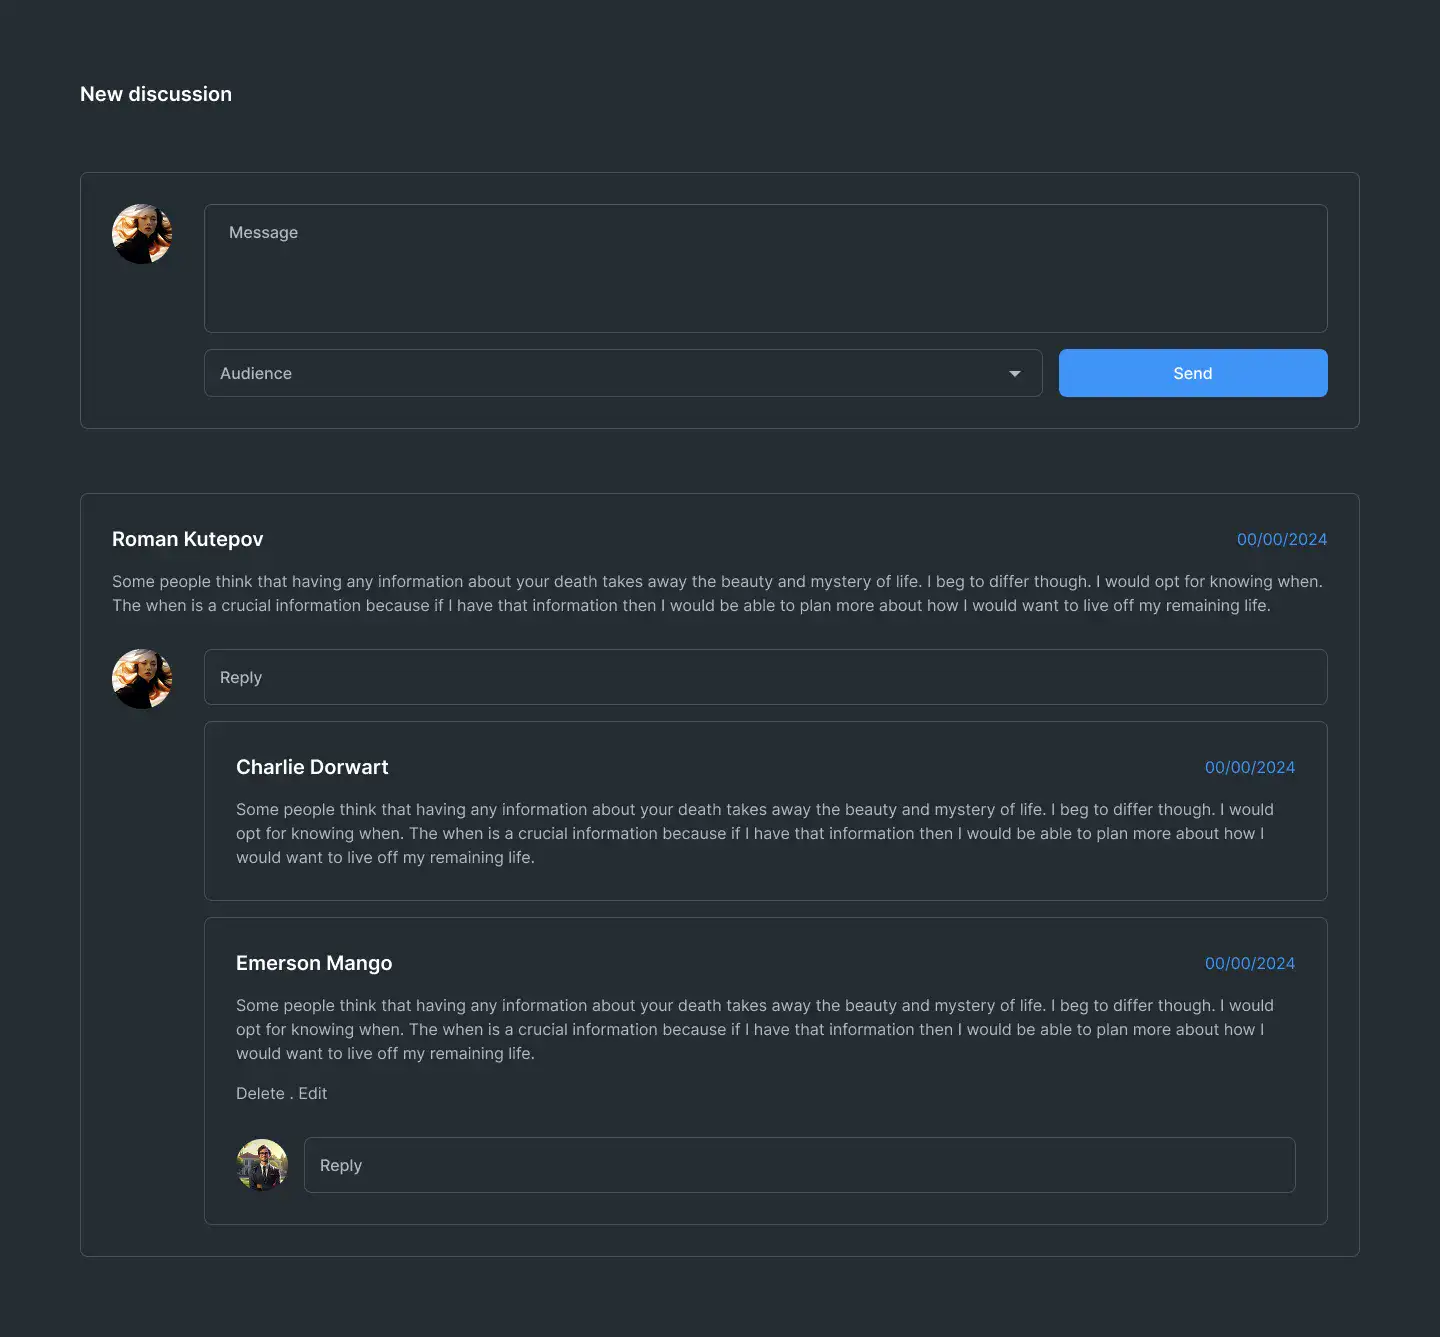 New discussion
Message
Audience
Send
Roman Kutepov
00/00/2024
Some people think that having any information about your death takes away the beauty and mystery of life. I beg to differ though. I would opt for knowing when.
The when is a crucial information because if I have that information then I would be able to plan more about how I would want to live off my remaining life.
Reply
Charlie Dorwart
00/00/2024
Some people think that having any information about your death takes away the beauty and mystery of life. I beg to differ though. I would
opt for knowing when. The when is a crucial information because if I have that information then I would be able to plan more about how I
would want to live off my remaining life.
Emerson Mango
00/00/2024
Some people think that having any information about your death takes away the beauty and mystery of life. I beg to differ though. I would
opt for knowing when. The when is a crucial information because if I have that information then I would be able to plan more about how I
would want to live off my remaining life.
Delete . Edit
Reply